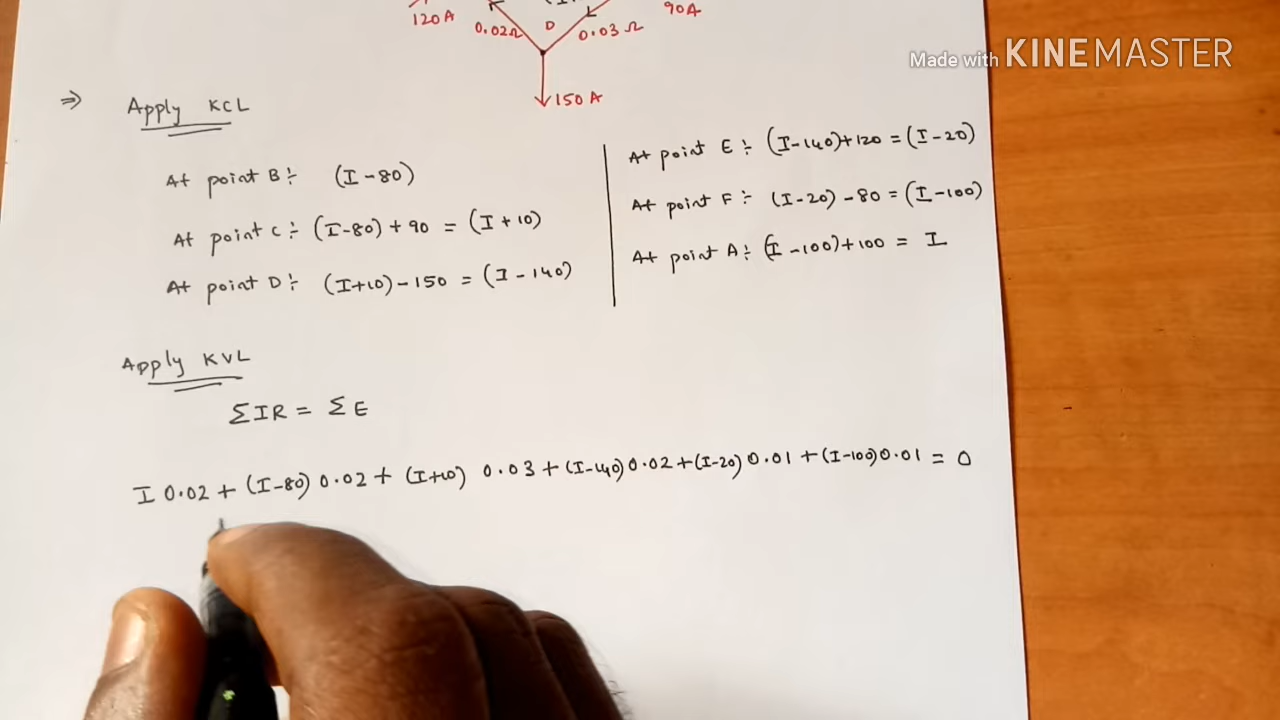 120A
0.02Ω
D
0.03 Ω
90A
150 A
Made with KINEMASTER
⇒ Apply KCL
At point B÷ (I-80)
At point C÷ (I-80)+90 = (I+10)
At point D÷ (I+10)-150 = (I-140)
At point E÷ (I-140)+120 = (I-20)
At point F÷ (I-20)-80 = (I-100)
At point A÷ (I-100)+100 = I
Apply KVL
ΣIR = ΣE
I 0.02 + (I-80) 0.02 + (I+10) 0.03 + (I-140) 0.02 + (I-20) 0.01 + (I-100) 0.01 = 0